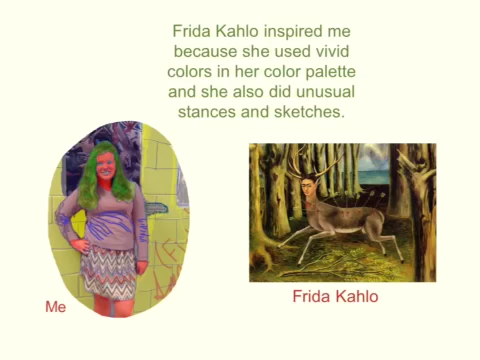 Frida Kahlo inspired me
because she used vivid
colors in her color palette
and she also did unusual
stances and sketches.
Me
Frida Kahlo